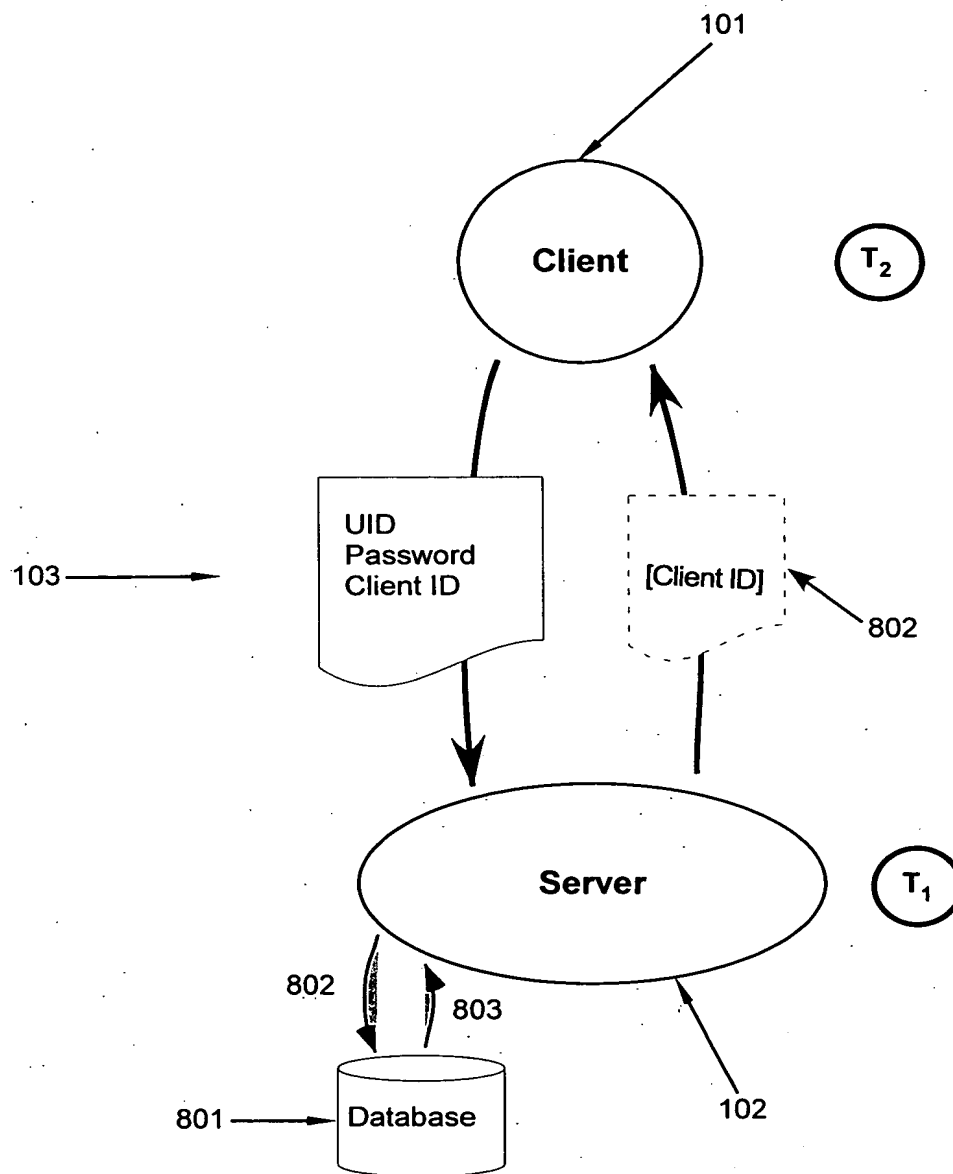 101
Client
T2
UID
Password
Client ID
[Client ID]
103
802
Server
T1
802
803
801
Database
102